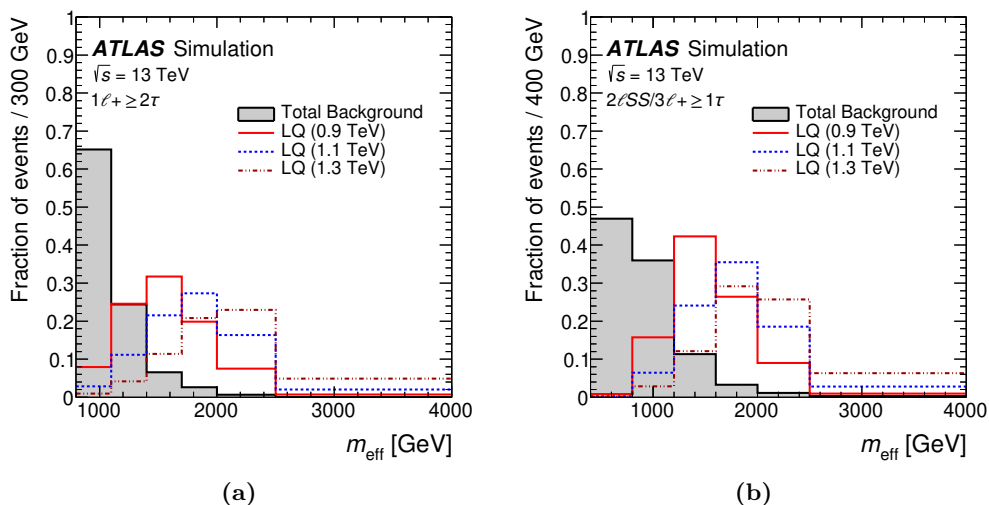 Fraction of events / 300 GeV
1
0.9
0.8
0.7
0.6
0.5
0.4
0.3
0.2
0.1
0
ATLAS Simulation
√s = 13 TeV
1ℓ+≥2τ
Total Background
LQ (0.9 TeV)
LQ (1.1 TeV)
LQ (1.3 TeV)
1000 2000 3000 4000
m_eff [GeV]
(a)
Fraction of events / 400 GeV
1
0.9
0.8
0.7
0.6
0.5
0.4
0.3
0.2
0.1
0
ATLAS Simulation
√s = 13 TeV
2ℓSS/3ℓ+≥1τ
Total Background
LQ (0.9 TeV)
LQ (1.1 TeV)
LQ (1.3 TeV)
1000 2000 3000 4000
m_eff [GeV]
(b)